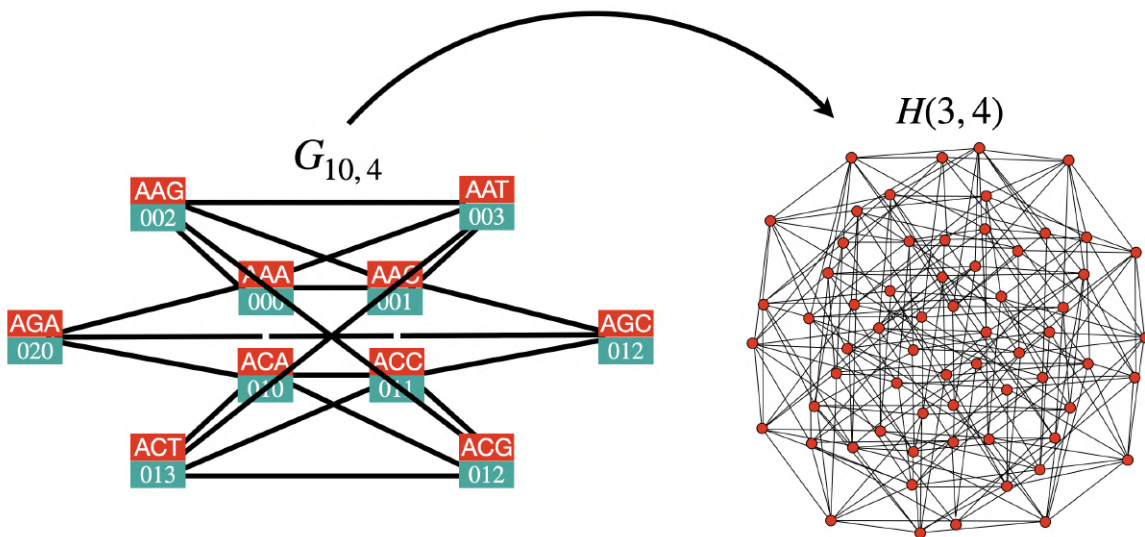 G10,4
H(3, 4)
AAG
002
AAT
003
AAA
000
AAC
001
AGA
020
AGC
012
ACA
010
ACC
011
ACT
013
ACG
012